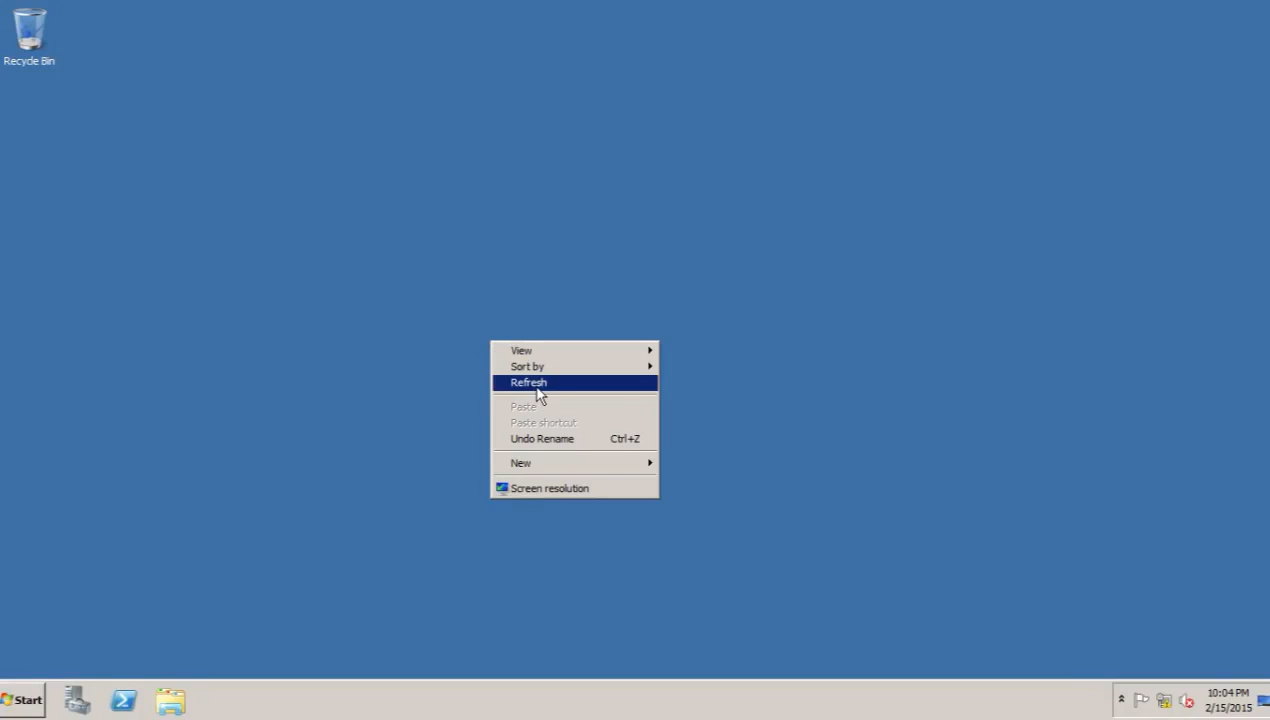 Recycle Bin
View
Sort by
Refresh
Paste
Paste shortcut
Undo Rename Ctrl+Z
New
Screen resolution
Start
10:04 PM
2/15/2015